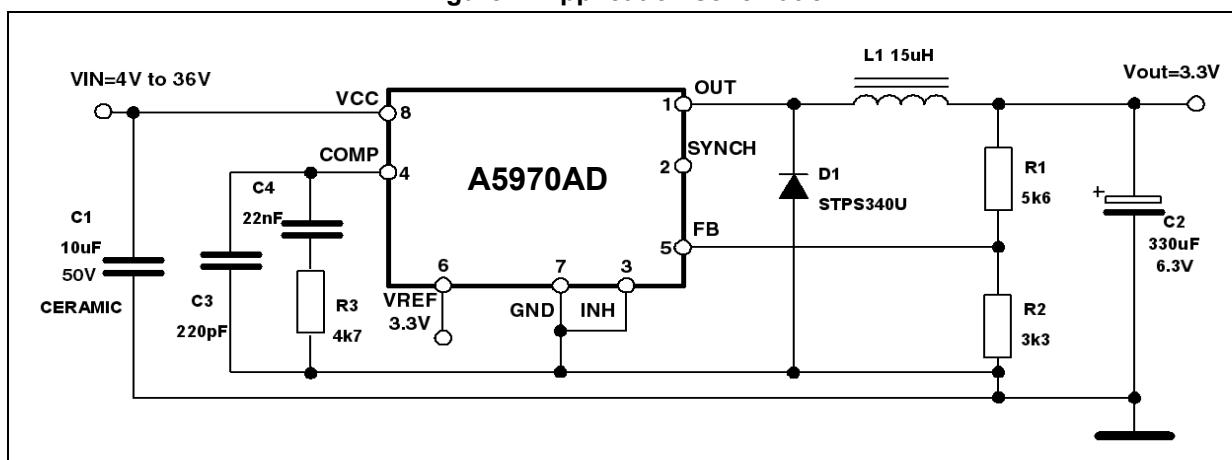 L1 15uH
VIN=4V to 36V
Vout=3.3V
OUT
VCC
1
8
SYNCH
COMP
2
4
A5970AD
D1
STPS340U
R1
5k6
C4
22nF
C1
10uF
50V
CERAMIC
FB
5
+
C2
330uF
6.3V
6
7
3
C3
220pF
R3
4k7
VREF
3.3V
GND
INH
R2
3k3